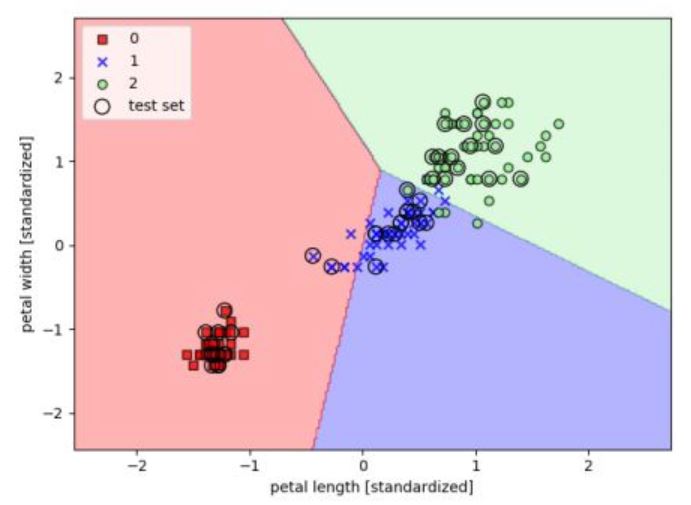 0
1
2
test set
2
1
0
−1
−2
petal width [standardized]
−2 −1 0 1 2
petal length [standardized]